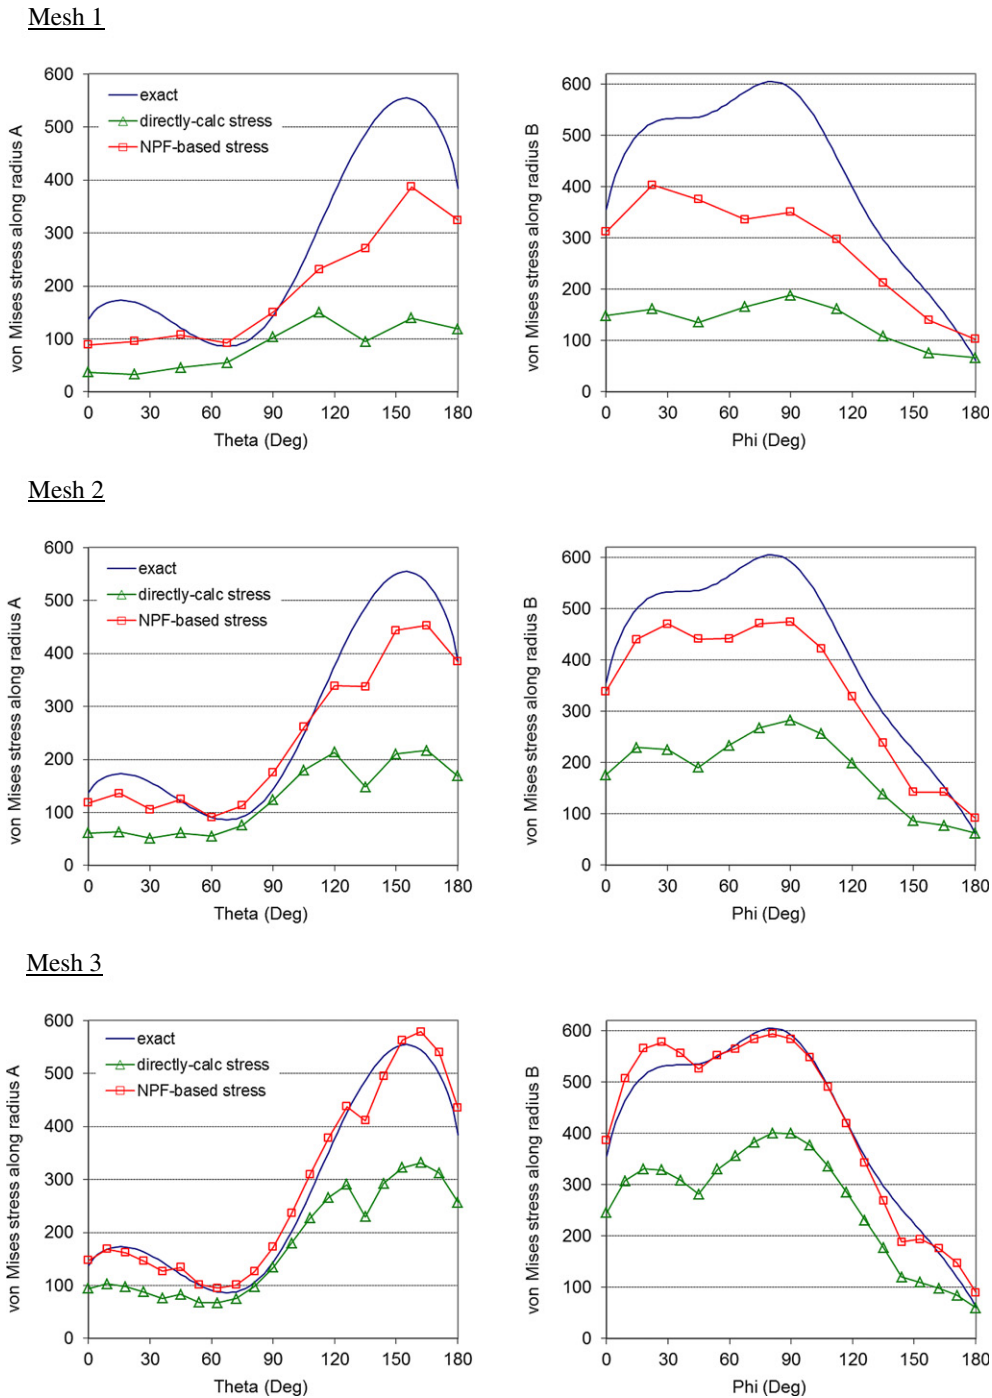 Mesh 1
von Mises stress along radius A
600
500
400
300
200
100
0
exact
directly-calc stress
NPF-based stress
0 30 60 90 120 150 180
Theta (Deg)
von Mises stress along radius B
600
500
400
300
200
100
0
0 30 60 90 120 150 180
Phi (Deg)
Mesh 2
von Mises stress along radius A
600
500
400
300
200
100
0
exact
directly-calc stress
NPF-based stress
0 30 60 90 120 150 180
Theta (Deg)
von Mises stress along radius B
600
500
400
300
200
100
0
0 30 60 90 120 150 180
Phi (Deg)
Mesh 3
von Mises stress along radius A
600
500
400
300
200
100
0
exact
directly-calc stress
NPF-based stress
0 30 60 90 120 150 180
Theta (Deg)
von Mises stress along radius B
600
500
400
300
200
100
0
0 30 60 90 120 150 180
Phi (Deg)